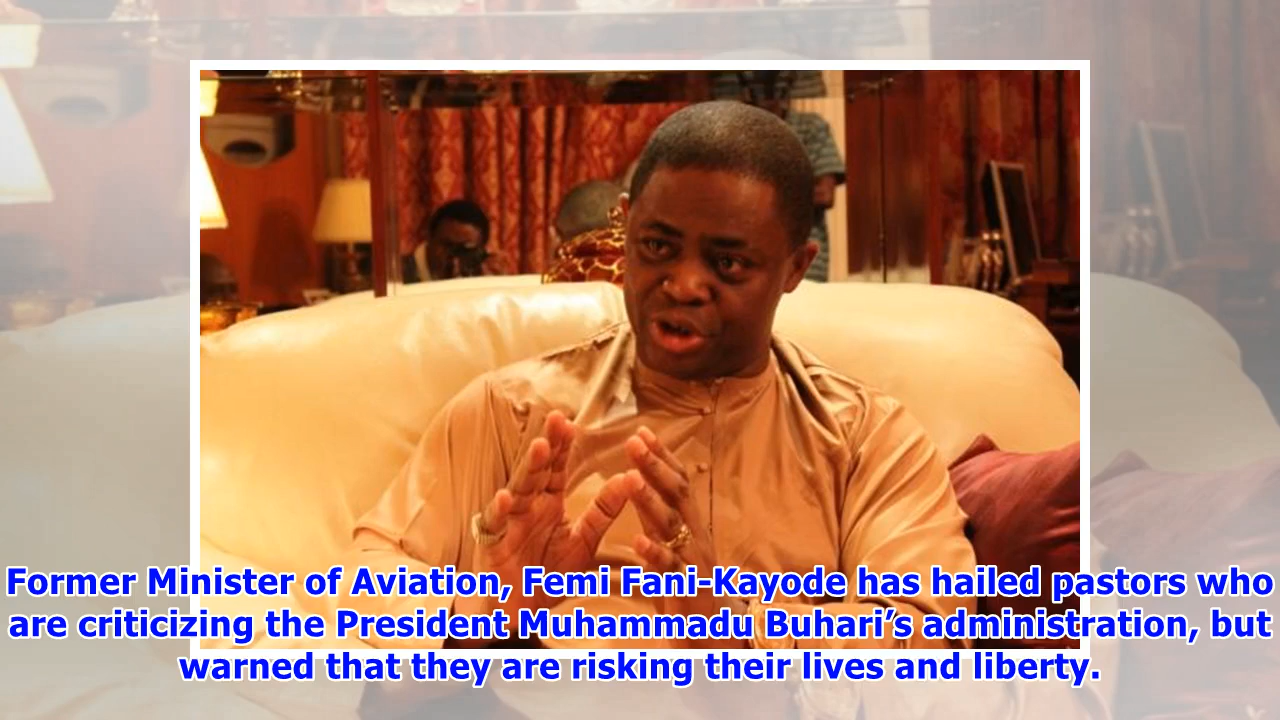 Former Minister of Aviation, Femi Fani-Kayode has hailed pastors who
are criticizing the President Muhammadu Buhari’s administration, but
warned that they are risking their lives and liberty.